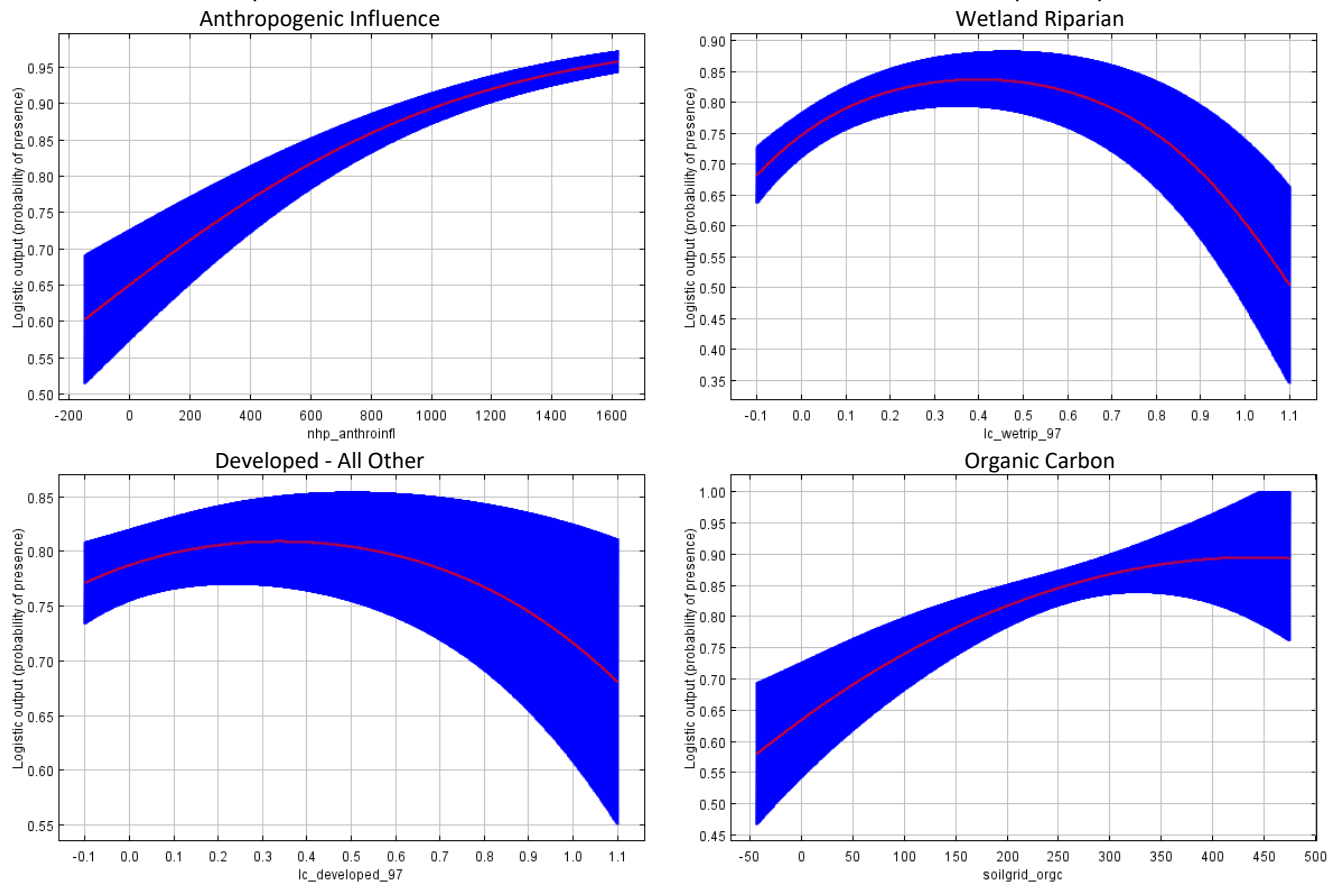 Anthropogenic Influence
Logistic output (probability of presence)
0.95
0.90
0.85
0.80
0.75
0.70
0.65
0.60
0.55
0.50
-200 0 200 400 600 800 1000 1200 1400 1600
nhp_anthroinfl
Wetland Riparian
Logistic output (probability of presence)
0.90
0.85
0.80
0.75
0.70
0.65
0.60
0.55
0.50
0.45
0.40
0.35
-0.1 0.0 0.1 0.2 0.3 0.4 0.5 0.6 0.7 0.8 0.9 1.0 1.1
lc_wetrip_97
Developed - All Other
Logistic output (probability of presence)
0.85
0.80
0.75
0.70
0.65
0.60
0.55
-0.1 0.0 0.1 0.2 0.3 0.4 0.5 0.6 0.7 0.8 0.9 1.0 1.1
lc_developed_97
Organic Carbon
Logistic output (probability of presence)
1.00
0.95
0.90
0.85
0.80
0.75
0.70
0.65
0.60
0.55
0.50
0.45
-50 0 50 100 150 200 250 300 350 400 450 500
soilgrid_orgc